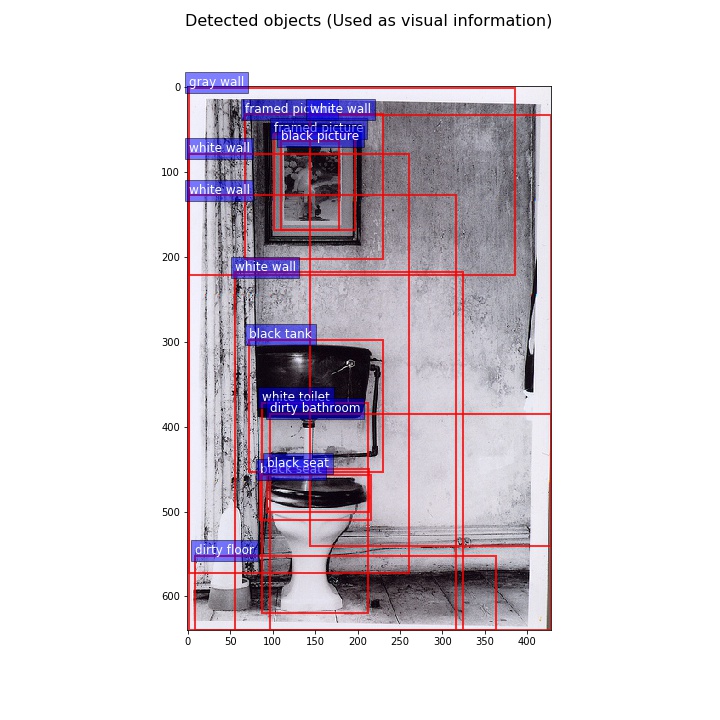 Detected objects (Used as visual information)
gray wall
framed picture
white wall
framed picture
black picture
white wall
white wall
white wall
black tank
white toilet
dirty bathroom
black seat
black seat
dirty floor
0
100
200
300
400
500
600
0 50 100 150 200 250 300 350 400